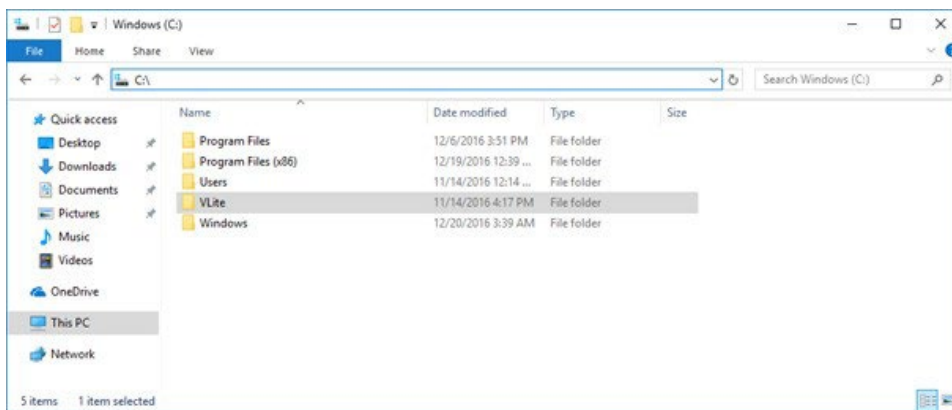 Windows (C:)
File Home Share View
C:\ Search Windows (C:)
Name Date modified Type Size
Quick access
Desktop
Downloads
Documents
Pictures
Music
Videos
OneDrive
This PC
Network
Program Files 12/6/2016 3:51 PM File folder
Program Files (x86) 12/19/2016 12:39 ... File folder
Users 11/14/2016 12:14 ... File folder
VLite 11/14/2016 4:17 PM File folder
Windows 12/20/2016 3:39 AM File folder
5 items 1 item selected